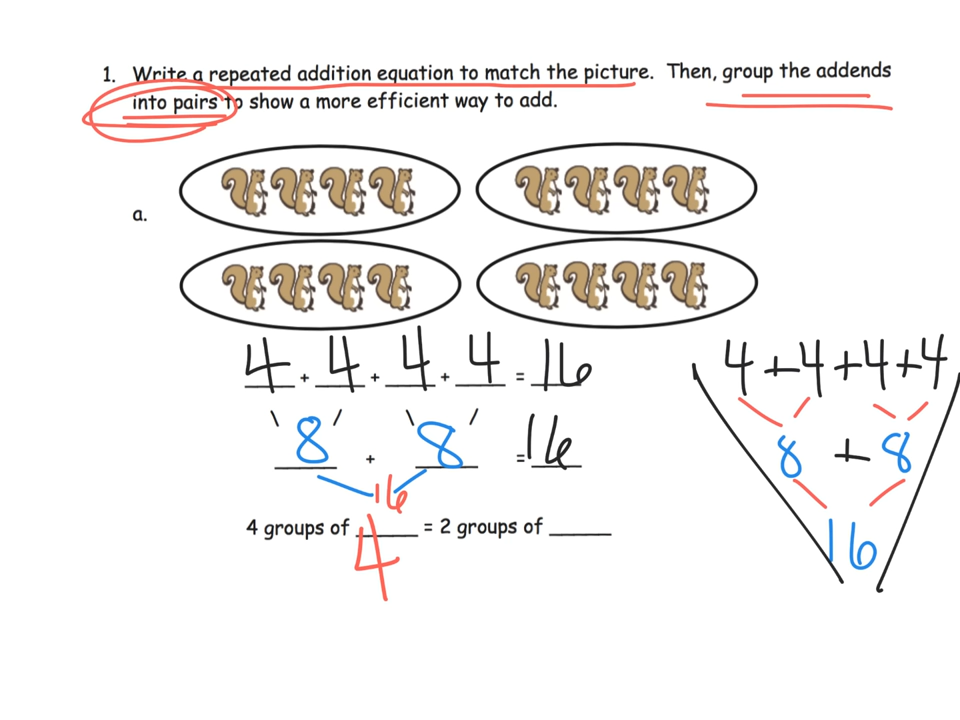 1. Write a repeated addition equation to match the picture. Then, group the addends
into pairs to show a more efficient way to add.
a.
4 + 4 + 4 + 4 = 16
8 + 8 = 16
16
4 groups of 4 = 2 groups of ______
4 + 4 + 4 + 4
8 + 8
16